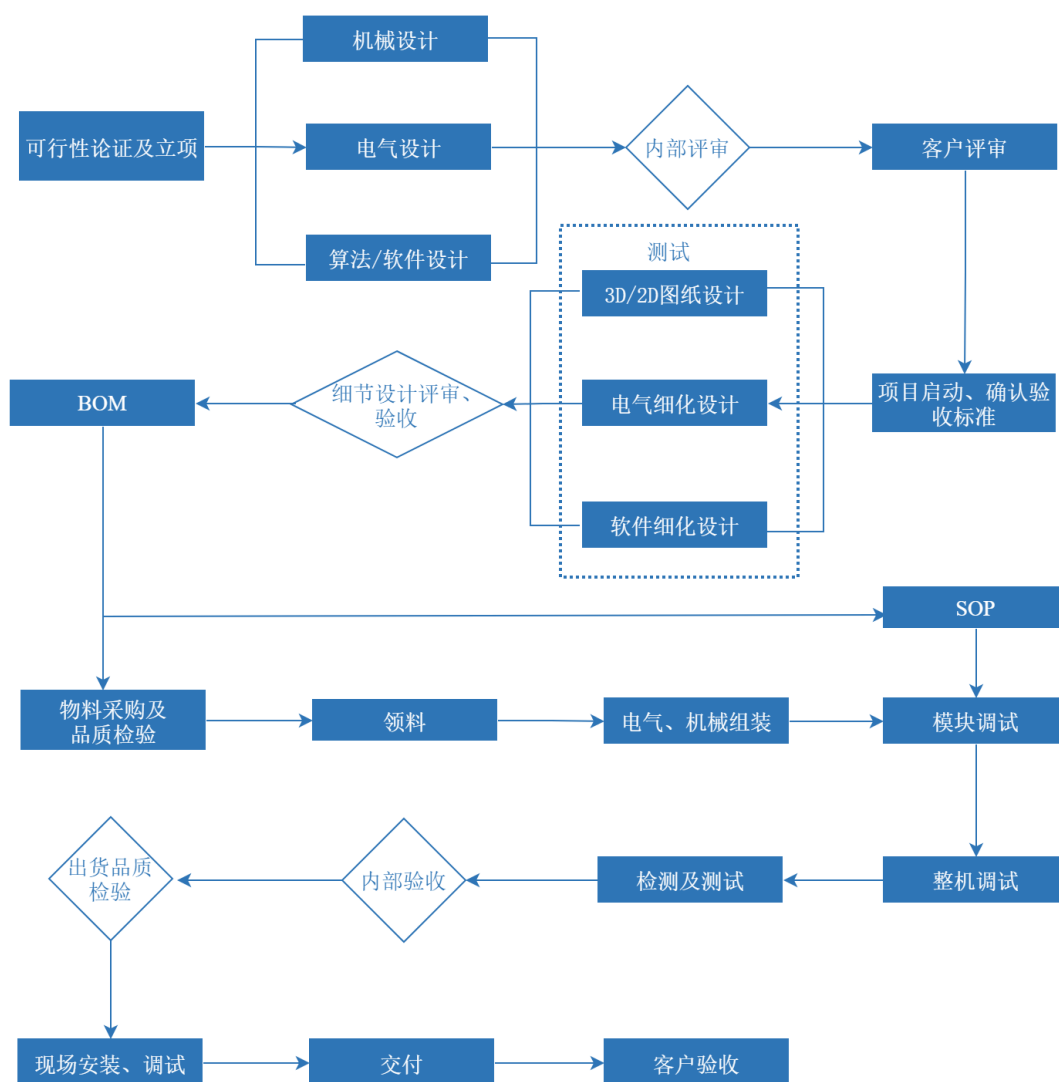 机械设计
可行性论证及立项
电气设计
内部评审
客户评审
算法/软件设计
测试
3D/2D图纸设计
BOM
细节设计评审、
验收
电气细化设计
项目启动、确认验
收标准
软件细化设计
SOP
物料采购及
品质检验
领料
电气、机械组装
模块调试
出货品质
检验
内部验收
检测及测试
整机调试
现场安装、调试
交付
客户验收